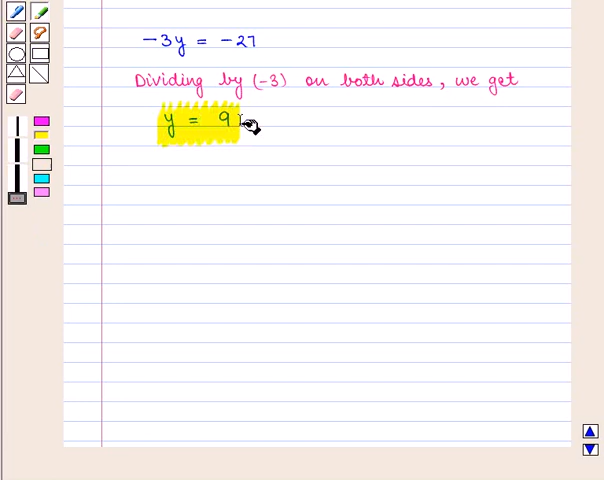 -3y = -27
Dividing by (-3) on both sides, we get
y = 9